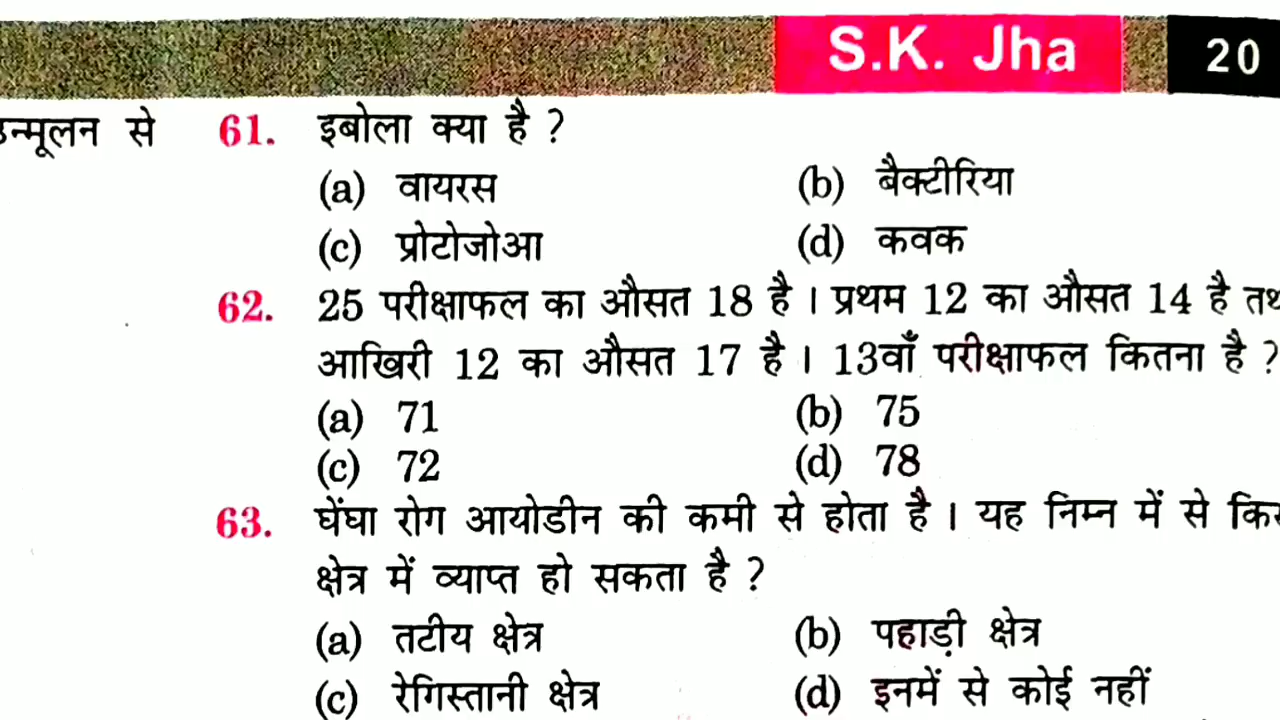 S.K. Jha 20
उन्मूलन से
61. इबोला क्या है ?
(a) वायरस (b) बैक्टीरिया
(c) प्रोटोजोआ (d) कवक
62. 25 परीक्षाफल का औसत 18 है । प्रथम 12 का औसत 14 है
आखिरी 12 का औसत 17 है । 13वाँ परीक्षाफल कितना है ?
(a) 71 (b) 75
(c) 72 (d) 78
63. घेंघा रोग आयोडीन की कमी से होता है । यह निम्न में से
क्षेत्र में व्याप्त हो सकता है ?
(a) तटीय क्षेत्र (b) पहाड़ी क्षेत्र
(c) रेगिस्तानी क्षेत्र (d) इनमें से कोई नहीं